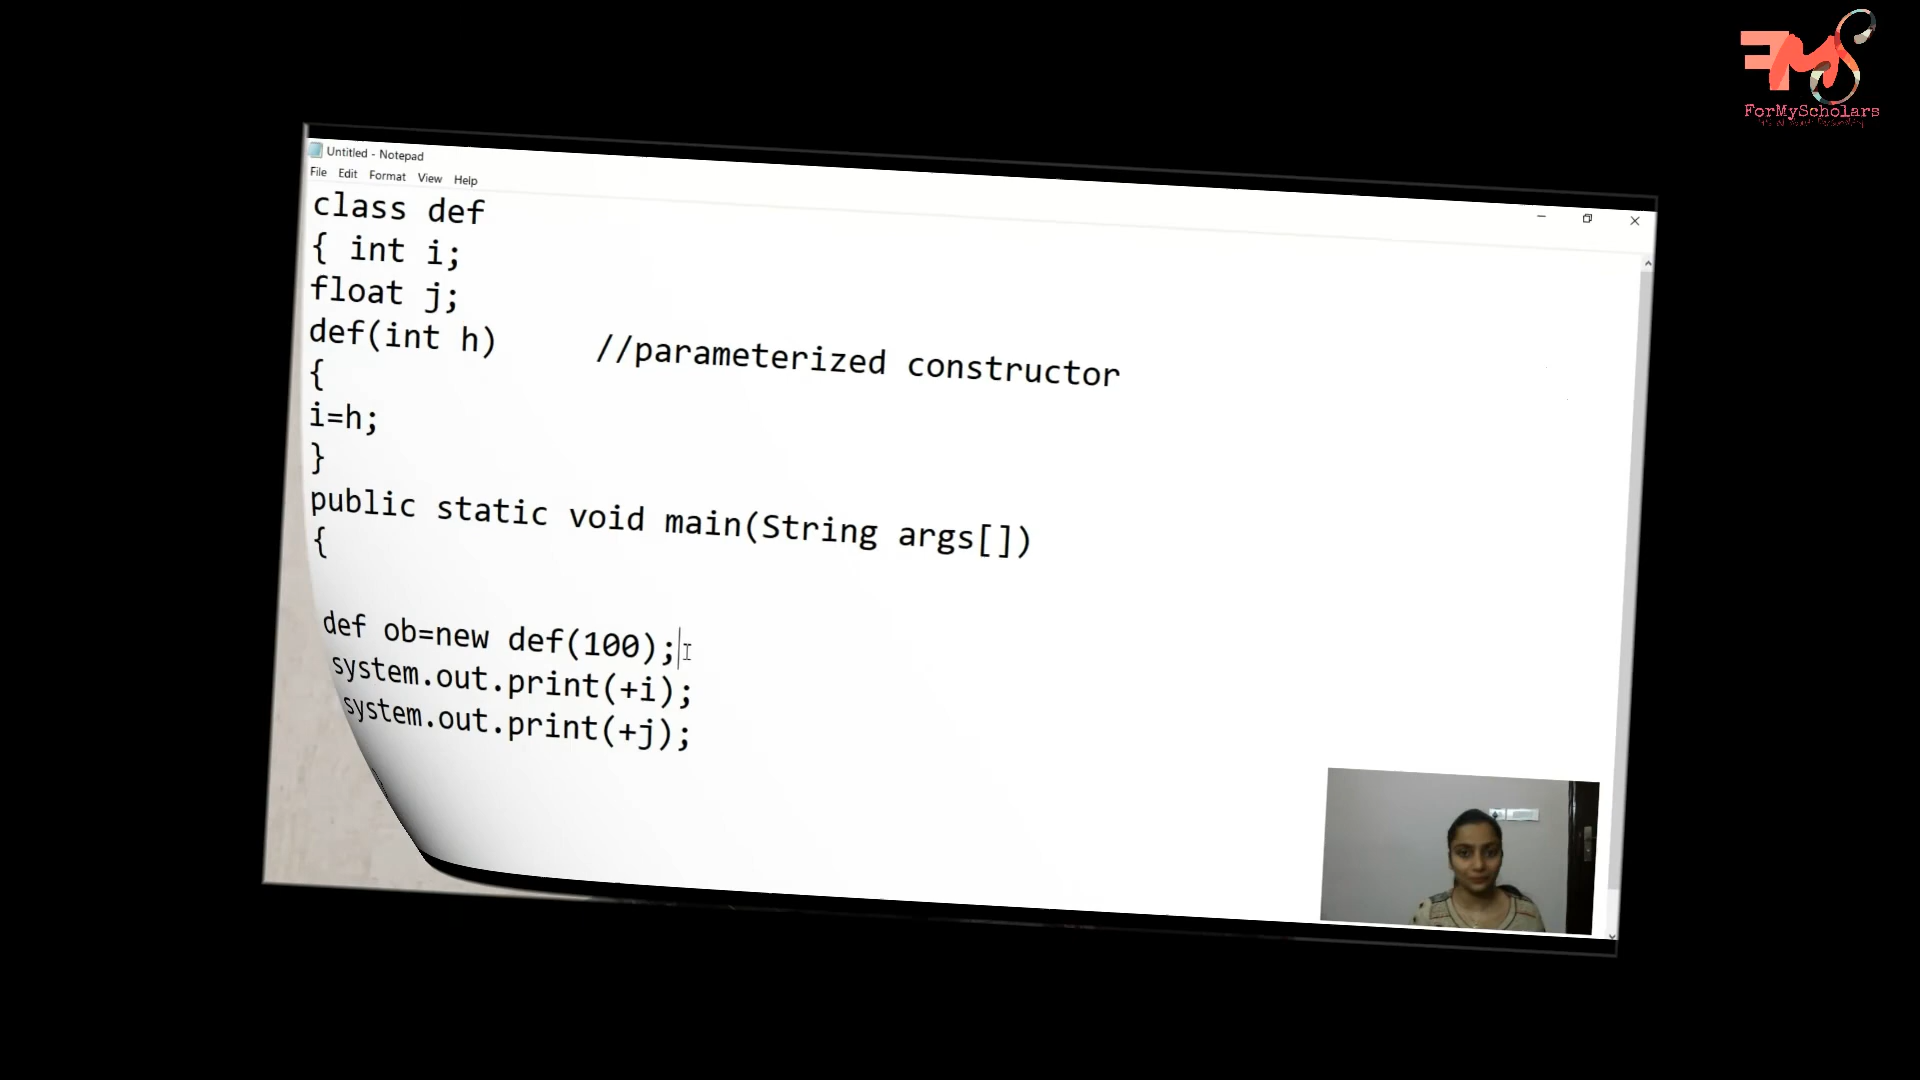 FMS
ForMyScholars
Untitled - Notepad
File Edit Format View Help
class def
{ int i;
float j;
def(int h) //parameterized constructor
{
i=h;
}
public static void main(String args[])
{
def ob=new def(100);
system.out.print(+i);
system.out.print(+j);